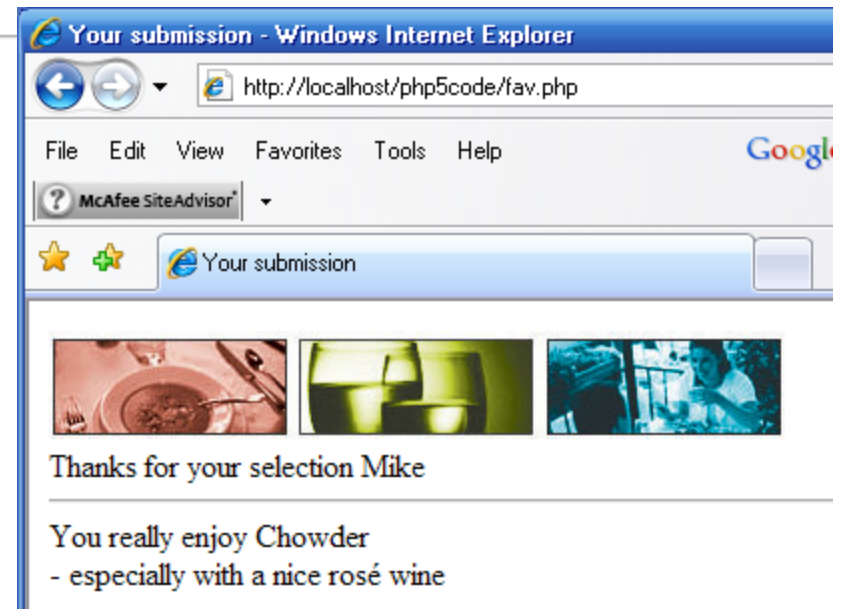 Your submission - Windows Internet Explorer
http://localhost/php5code/fav.php
File Edit View Favorites Tools Help
McAfee SiteAdvisor
Your submission
Thanks for your selection Mike
You really enjoy Chowder
- especially with a nice rosé wine